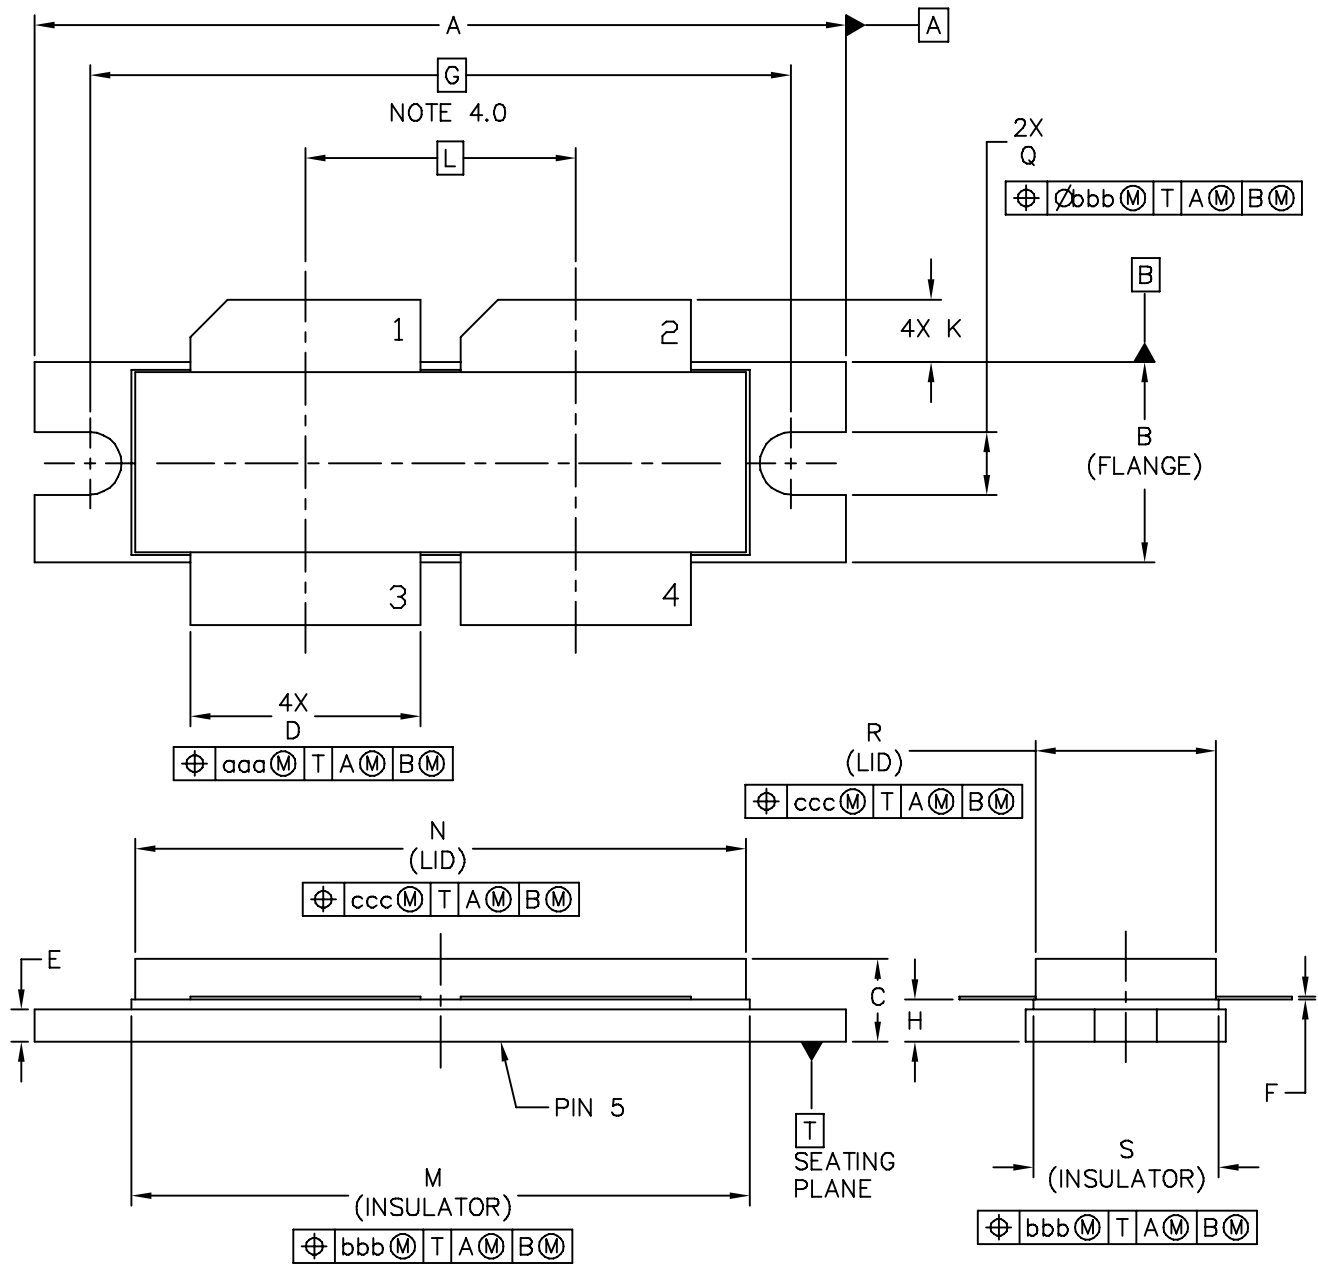 A
A
G
NOTE 4.0
L
2X
Q
⌖ Øbbb Ⓜ T A Ⓜ B Ⓜ
B
1
2
4X K
B
(FLANGE)
3
4
4X
D
⌖ aaa Ⓜ T A Ⓜ B Ⓜ
R
(LID)
⌖ ccc Ⓜ T A Ⓜ B Ⓜ
N
(LID)
⌖ ccc Ⓜ T A Ⓜ B Ⓜ
E
C
H
F
PIN 5
T
SEATING
PLANE
M
(INSULATOR)
⌖ bbb Ⓜ T A Ⓜ B Ⓜ
S
(INSULATOR)
⌖ bbb Ⓜ T A Ⓜ B Ⓜ